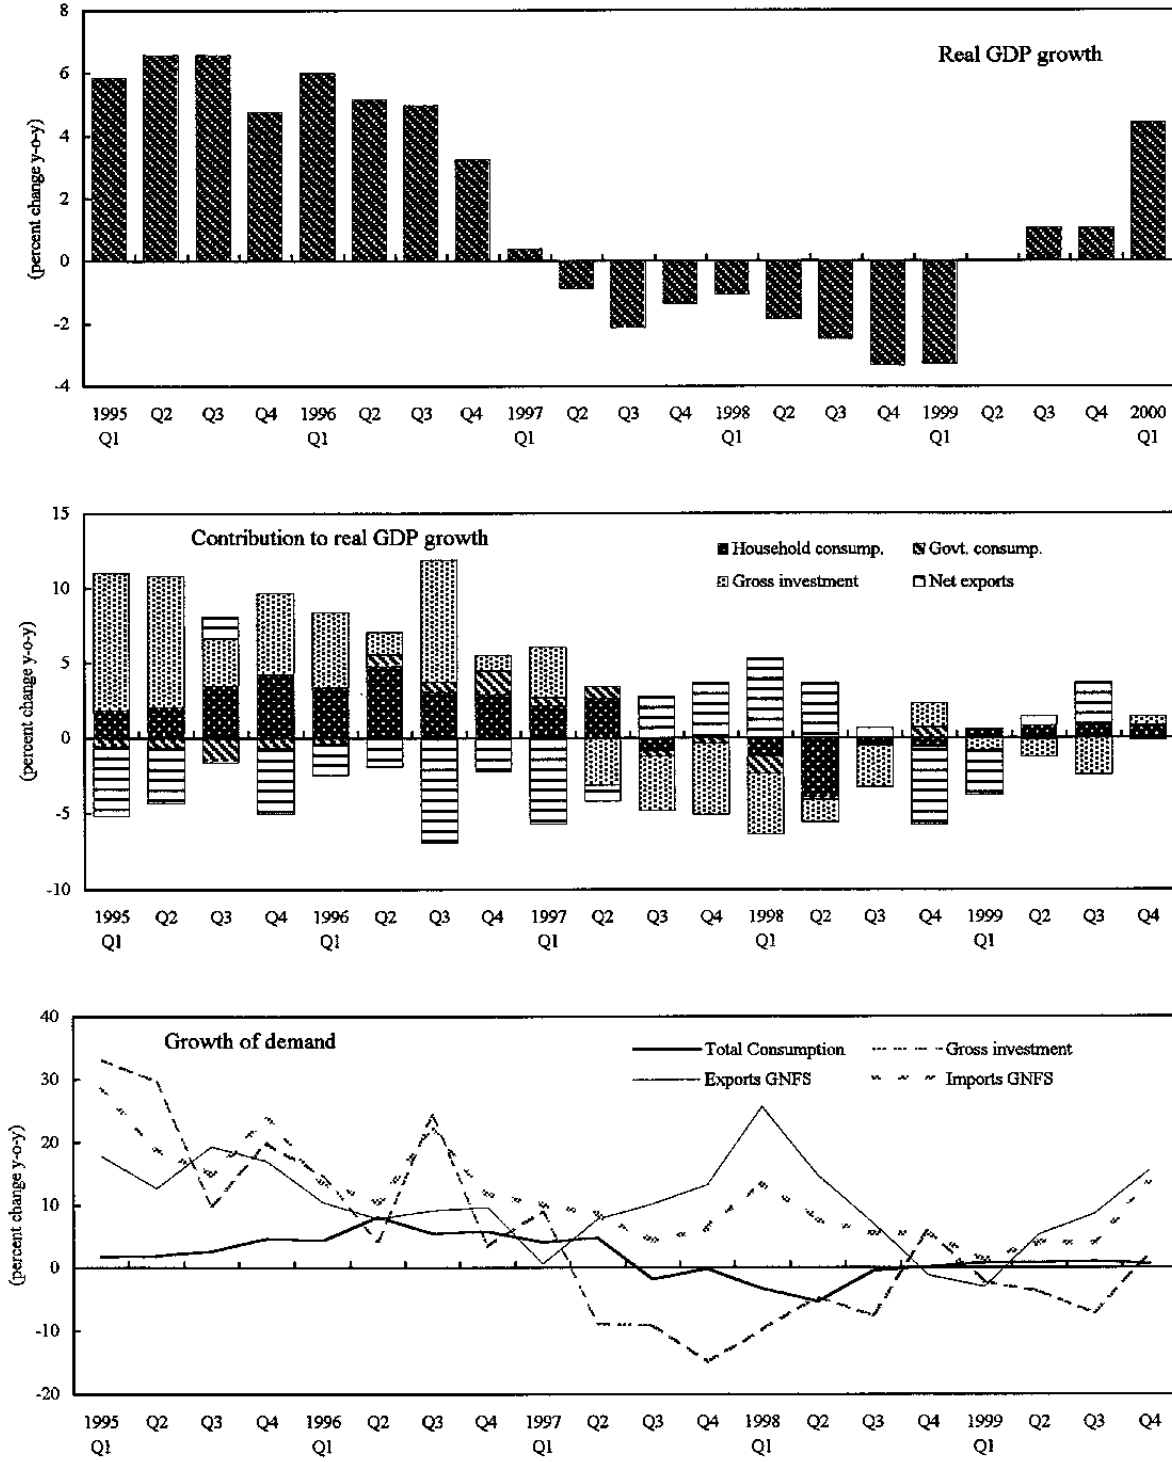 Real GDP growth
(percent change y-o-y)
8
6
4
2
0
-2
-4
1995 Q2 Q3 Q4 1996 Q2 Q3 Q4 1997 Q2 Q3 Q4 1998 Q2 Q3 Q4 1999 Q2 Q3 Q4 2000
Q1 Q1 Q1 Q1 Q1 Q1
Contribution to real GDP growth
Household consump. Govt. consump.
Gross investment Net exports
(percent change y-o-y)
15
10
5
0
-5
-10
1995 Q2 Q3 Q4 1996 Q2 Q3 Q4 1997 Q2 Q3 Q4 1998 Q2 Q3 Q4 1999 Q2 Q3 Q4
Q1 Q1 Q1 Q1 Q1
Growth of demand
Total Consumption Gross investment
Exports GNFS Imports GNFS
(percent change y-o-y)
40
30
20
10
0
-10
-20
1995 Q2 Q3 Q4 1996 Q2 Q3 Q4 1997 Q2 Q3 Q4 1998 Q2 Q3 Q4 1999 Q2 Q3 Q4
Q1 Q1 Q1 Q1 Q1